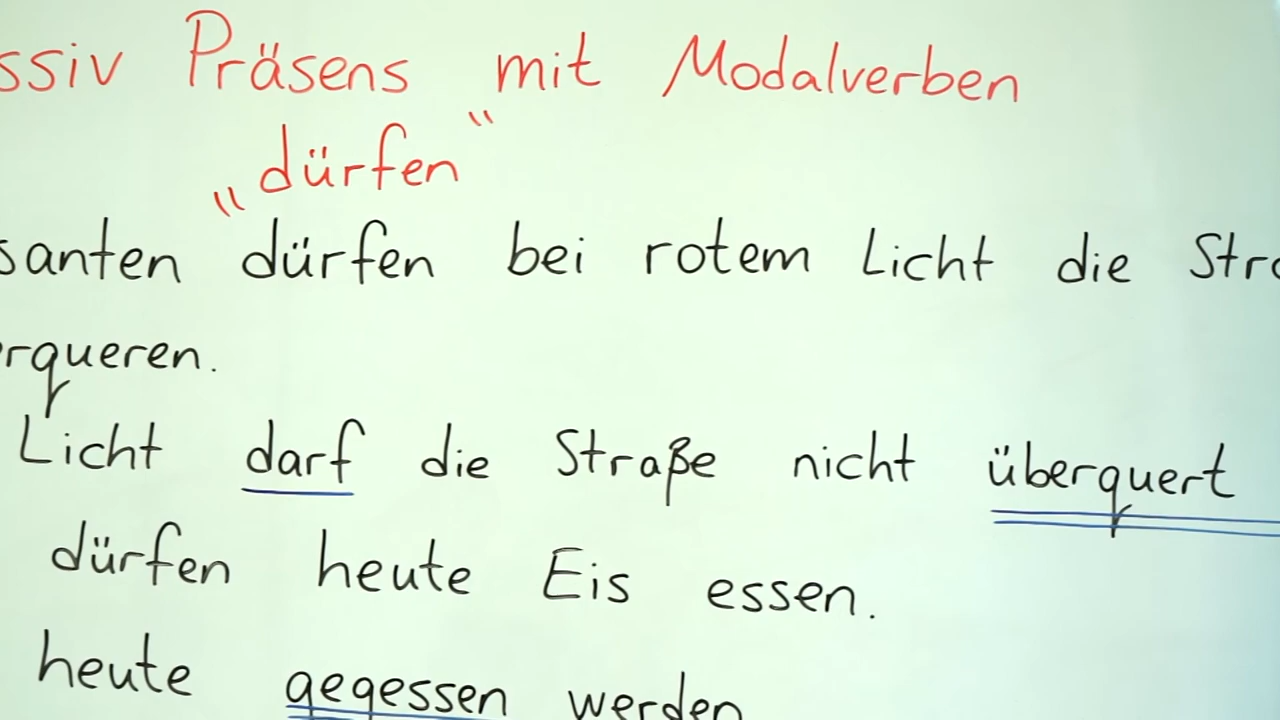 ssiv Präsens mit Modalverben
„dürfen“
santen dürfen bei rotem Licht die Stra
rqueren.
Licht darf die Straße nicht überquert
dürfen heute Eis essen.
heute gegessen werden